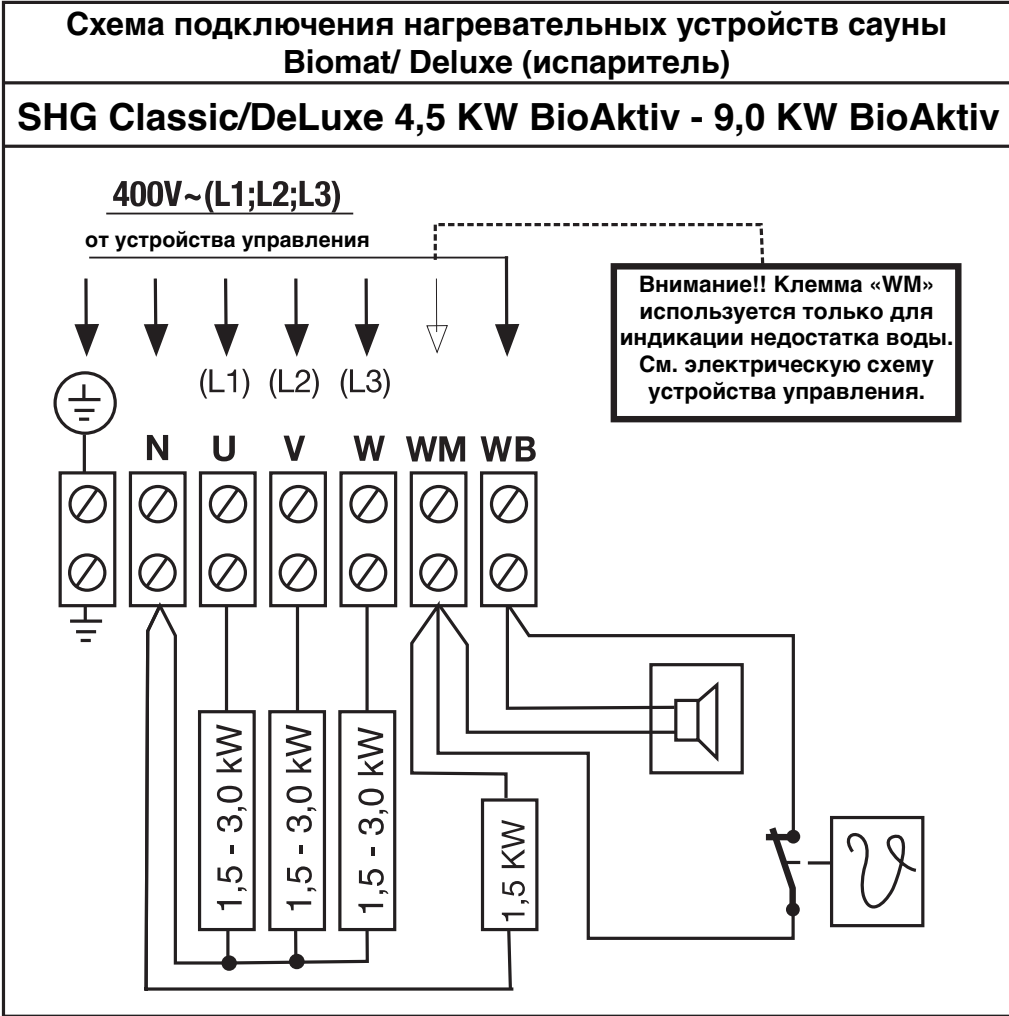 Схема подключения нагревательных устройств сауны
Biomat/ Deluxe (испаритель)
SHG Classic/DeLuxe 4,5 KW BioAktiv - 9,0 KW BioAktiv
400V~(L1;L2;L3)
от устройства управления
Внимание!! Клемма «WM»
используется только для
индикации недостатка воды.
См. электрическую схему
устройства управления.
(L1) (L2) (L3)
N U V W WM WB
1,5 - 3,0 kW
1,5 - 3,0 kW
1,5 - 3,0 kW
1,5 KW